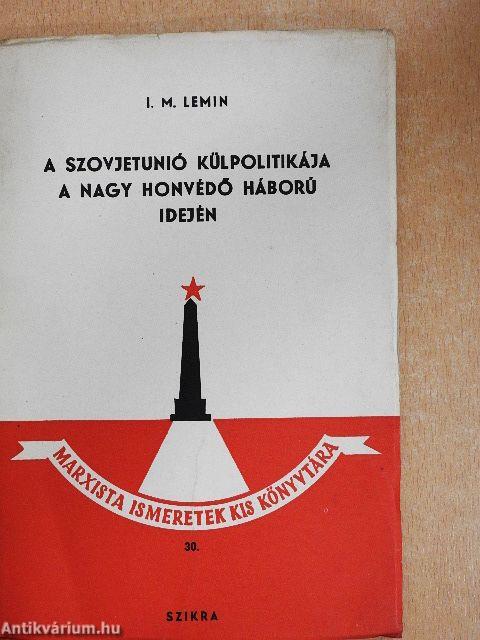 I. M. LEMIN
A SZOVJETUNIÓ KÜLPOLITIKÁJA
A NAGY HONVÉDŐ HÁBORÚ
IDEJÉN
MARXISTA ISMERETEK KIS KÖNYVTÁRA
30.
SZIKRA
Antikvárium.hu